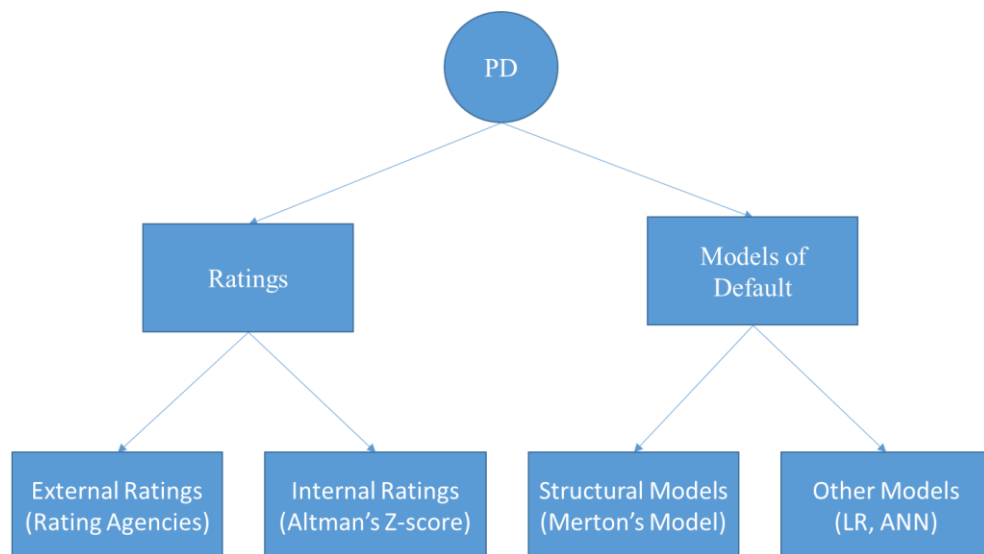 PD
Ratings
Models of
Default
External Ratings
(Rating Agencies)
Internal Ratings
(Altman's Z-score)
Structural Models
(Merton's Model)
Other Models
(LR, ANN)